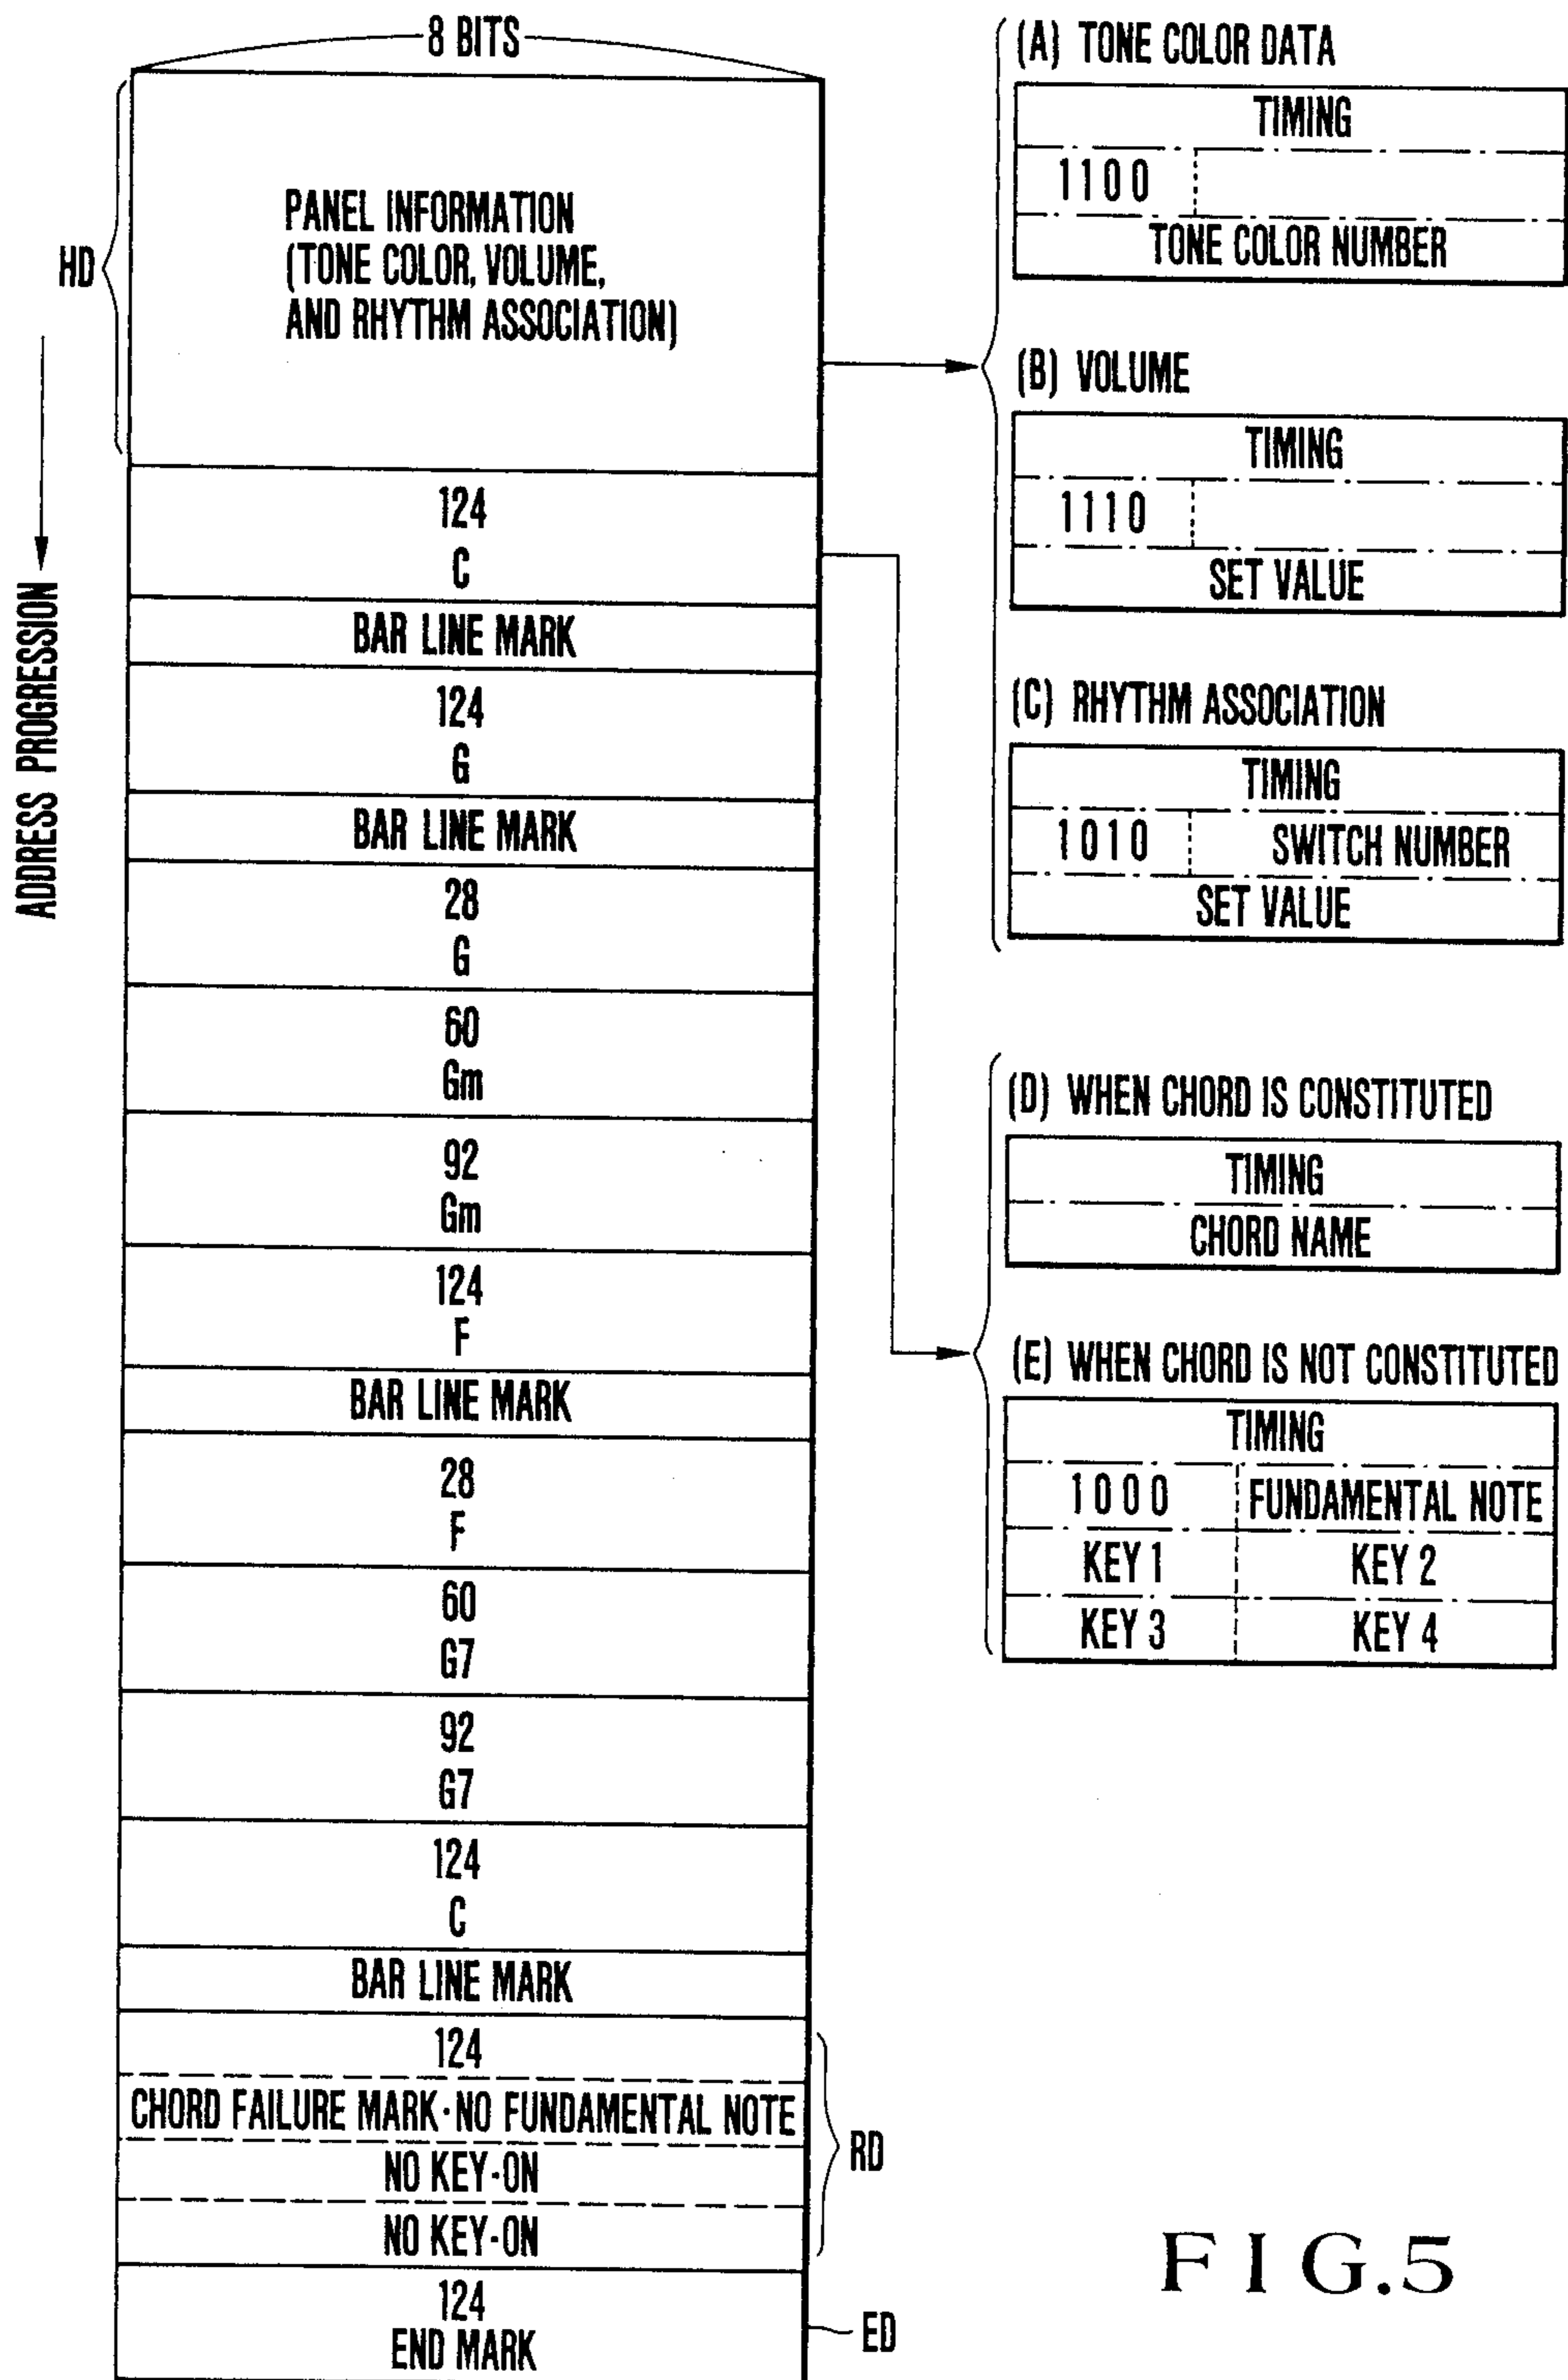 8 BITS
HD
PANEL INFORMATION
(TONE COLOR, VOLUME,
AND RHYTHM ASSOCIATION)
ADDRESS PROGRESSION
124
C
BAR LINE MARK
124
G
BAR LINE MARK
28
G
60
Gm
92
Gm
124
F
BAR LINE MARK
28
F
60
G7
92
G7
124
C
BAR LINE MARK
124
CHORD FAILURE MARK·NO FUNDAMENTAL NOTE
NO KEY-ON
NO KEY-ON
RD
124
END MARK
ED
(A) TONE COLOR DATA
TIMING
1100
TONE COLOR NUMBER
(B) VOLUME
TIMING
1110
SET VALUE
(C) RHYTHM ASSOCIATION
TIMING
1010 SWITCH NUMBER
SET VALUE
(D) WHEN CHORD IS CONSTITUTED
TIMING
CHORD NAME
(E) WHEN CHORD IS NOT CONSTITUTED
TIMING
1000 FUNDAMENTAL NOTE
KEY 1 KEY 2
KEY 3 KEY 4
FIG.5